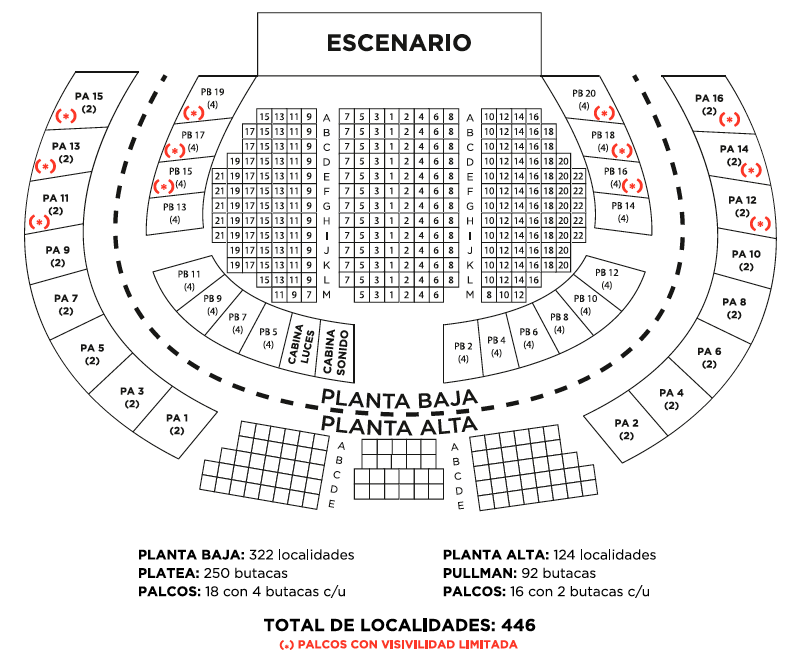 ESCENARIO
PA 15
(2)
(*)
PA 13
(2)
(*)
PA 11
(2)
(*)
PA 9
(2)
PA 7
(2)
PA 5
(2)
PA 3
(2)
PA 1
(2)
PB 19
(4)
(*)
PB 17
(4)
(*)
PB 15
(4)
(*)
PB 13
(4)
PB 11
(4)
PB 9
(4)
PB 7
(4)
PB 5
(4)
CABINA
LUCES
CABINA
SONIDO
15 13 11 9 A 7 5 3 1 2 4 6 8 A 10 12 14 16
17 15 13 11 9 B 7 5 3 1 2 4 6 8 B 10 12 14 16 18
17 15 13 11 9 C 7 5 3 1 2 4 6 8 C 10 12 14 16 18
19 17 15 13 11 9 D 7 5 3 1 2 4 6 8 D 10 12 14 16 18 20
21 19 17 15 13 11 9 E 7 5 3 1 2 4 6 8 E 10 12 14 16 18 20 22
21 19 17 15 13 11 9 F 7 5 3 1 2 4 6 8 F 10 12 14 16 18 20 22
21 19 17 15 13 11 9 G 7 5 3 1 2 4 6 8 G 10 12 14 16 18 20 22
21 19 17 15 13 11 9 H 7 5 3 1 2 4 6 8 H 10 12 14 16 18 20 22
21 19 17 15 13 11 9 I 7 5 3 1 2 4 6 8 I 10 12 14 16 18 20 22
19 17 15 13 11 9 J 7 5 3 1 2 4 6 8 J 10 12 14 16 18 20
19 17 15 13 11 9 K 7 5 3 1 2 4 6 8 K 10 12 14 16 18 20
15 13 11 9 L 7 5 3 1 2 4 6 8 L 10 12 14 16
11 9 7 M 5 3 1 2 4 6 M 8 10 12
PB 20
(4)
(*)
PB 18
(4)
(*)
PB 16
(4)
(*)
PB 14
(4)
PB 12
(4)
PB 10
(4)
PB 8
(4)
PB 6
(4)
PB 4
(4)
PB 2
(4)
PA 16
(2)
(*)
PA 14
(2)
(*)
PA 12
(2)
(*)
PA 10
(2)
PA 8
(2)
PA 6
(2)
PA 4
(2)
PA 2
(2)
PLANTA BAJA
PLANTA ALTA
A A
B B
C C
D D
E E
PLANTA BAJA: 322 localidades
PLATEA: 250 butacas
PALCOS: 18 con 4 butacas c/u
PLANTA ALTA: 124 localidades
PULLMAN: 92 butacas
PALCOS: 16 con 2 butacas c/u
TOTAL DE LOCALIDADES: 446
(*) PALCOS CON VISIVILIDAD LIMITADA